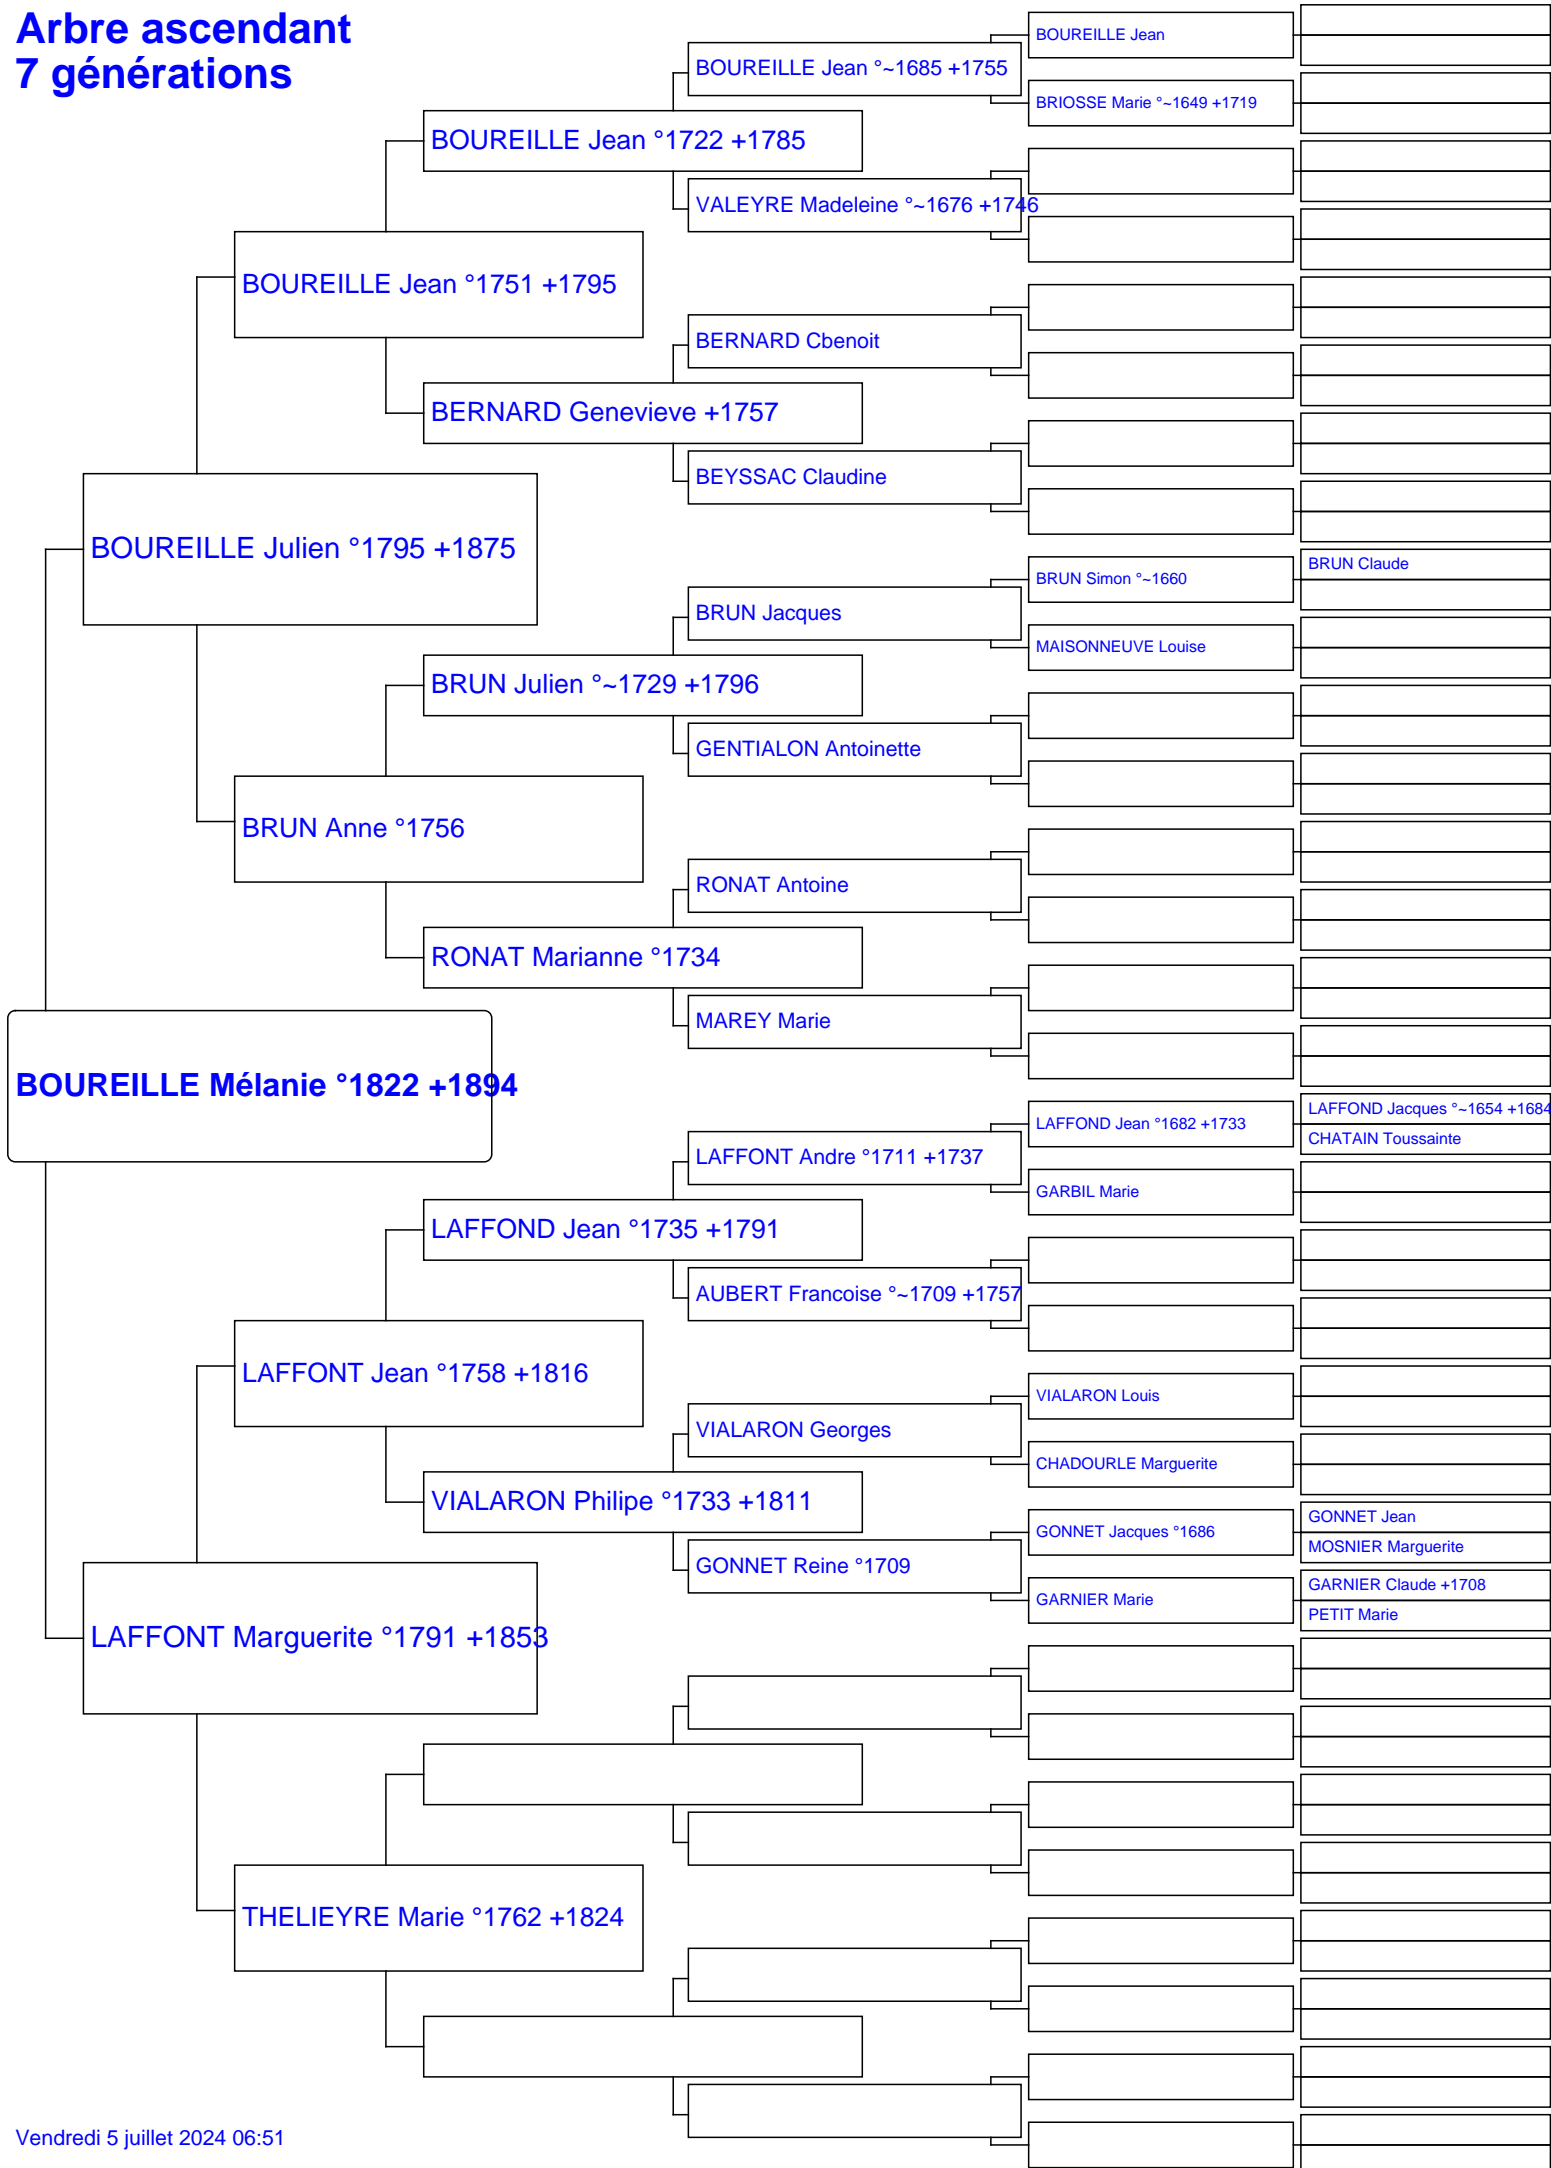 Arbre ascendant
7 générations
BOUREILLE Jean
BOUREILLE Jean °~1685 +1755
BRIOSSE Marie °~1649 +1719
BOUREILLE Jean °1722 +1785
VALEYRE Madeleine °~1676 +1746
BOUREILLE Jean °1751 +1795
BERNARD Cbenoit
BERNARD Genevieve +1757
BEYSSAC Claudine
BOUREILLE Julien °1795 +1875
BRUN Claude
BRUN Simon °~1660
BRUN Jacques
MAISONNEUVE Louise
BRUN Julien °~1729 +1796
GENTIALON Antoinette
BRUN Anne °1756
RONAT Antoine
RONAT Marianne °1734
MAREY Marie
BOUREILLE Mélanie °1822 +1894
LAFFOND Jacques °~1654 +1684
LAFFOND Jean °1682 +1733
CHATAIN Toussainte
LAFFONT Andre °1711 +1737
GARBIL Marie
LAFFOND Jean °1735 +1791
AUBERT Francoise °~1709 +1757
LAFFONT Jean °1758 +1816
VIALARON Louis
VIALARON Georges
CHADOURLE Marguerite
VIALARON Philipe °1733 +1811
GONNET Jean
GONNET Jacques °1686
MOSNIER Marguerite
GONNET Reine °1709
GARNIER Claude +1708
GARNIER Marie
PETIT Marie
LAFFONT Marguerite °1791 +1853
THELIEYRE Marie °1762 +1824
Vendredi 5 juillet 2024 06:51